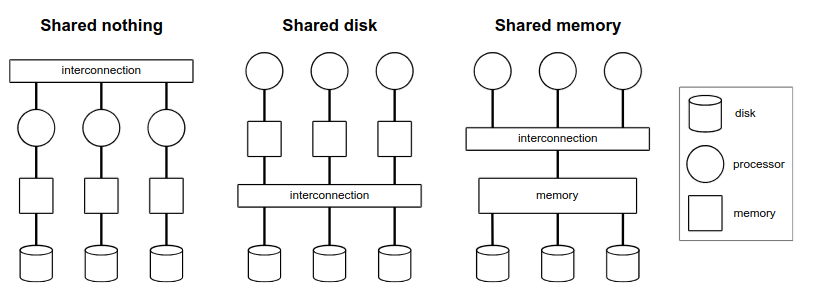 Shared nothing
Shared disk
Shared memory
interconnection
interconnection
interconnection
memory
disk
processor
memory